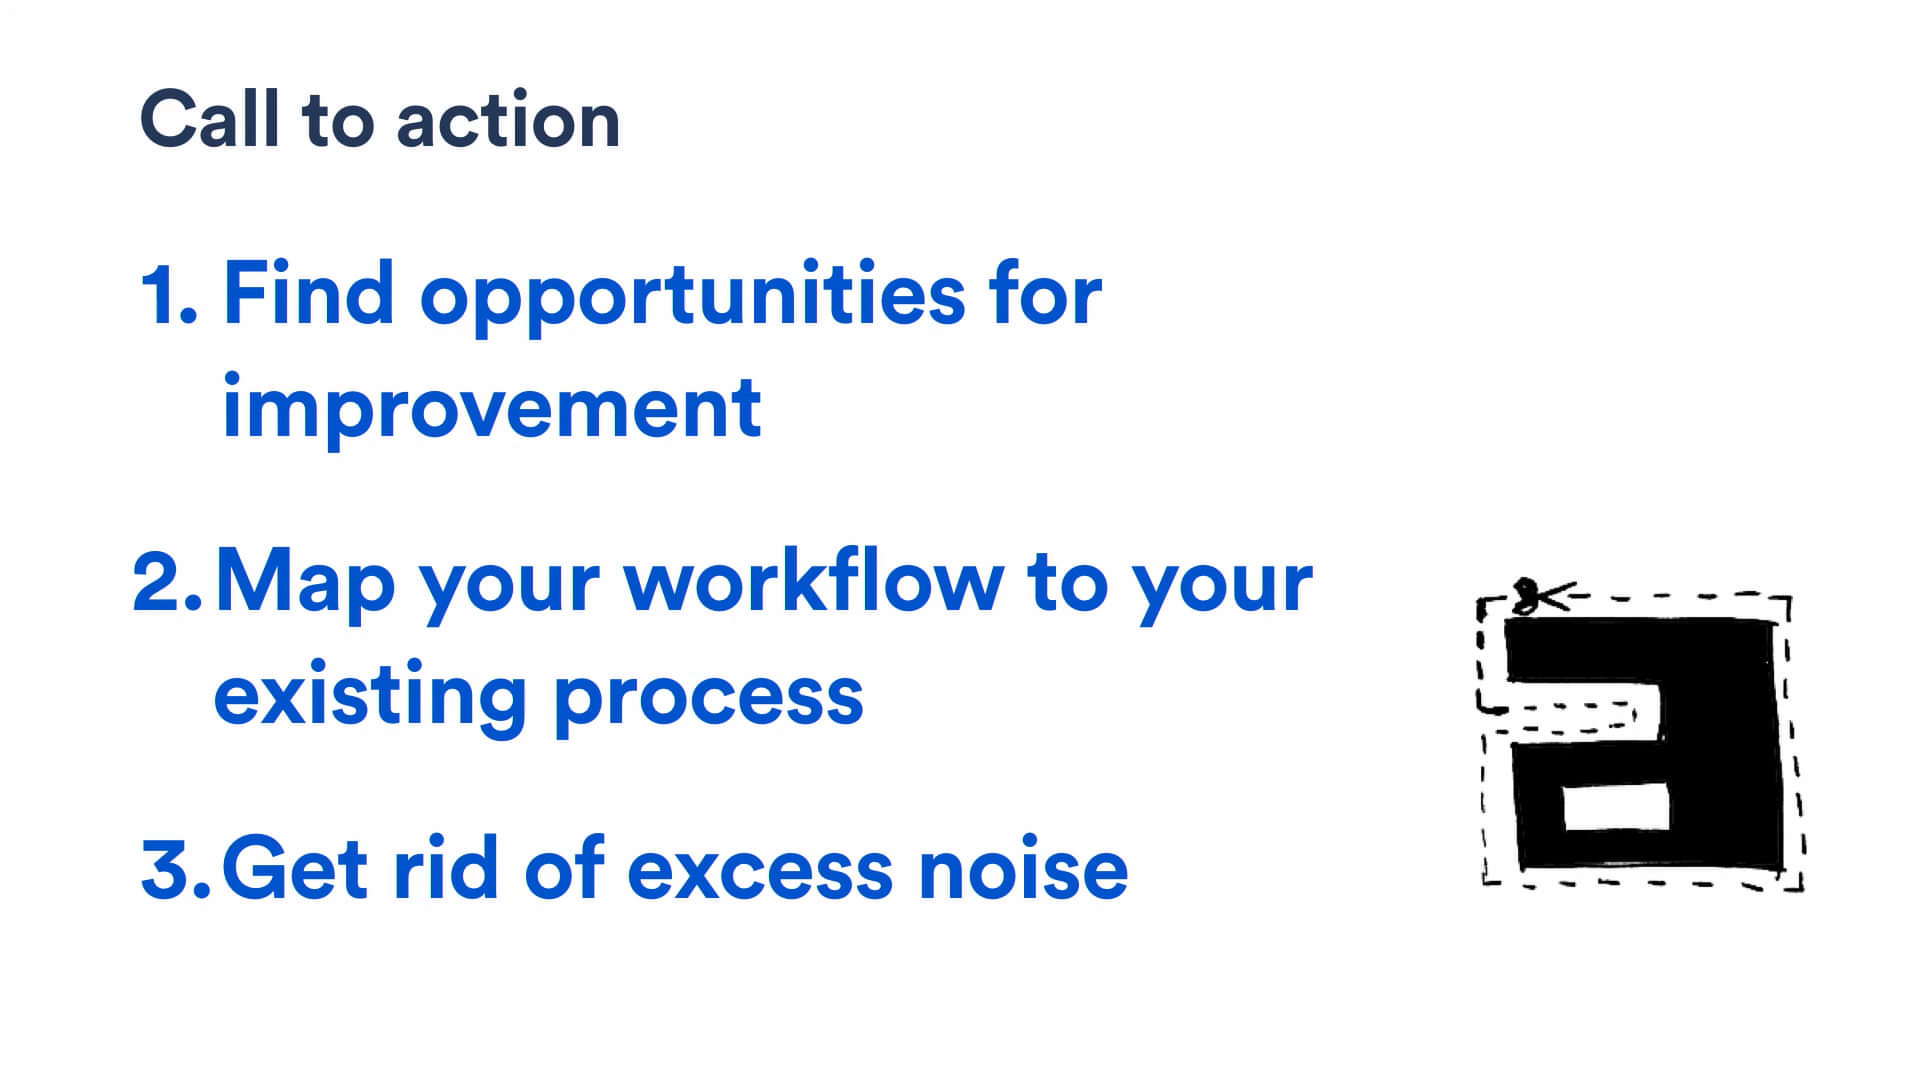 Call to action
1. Find opportunities for
improvement
2. Map your workflow to your
existing process
3. Get rid of excess noise
a